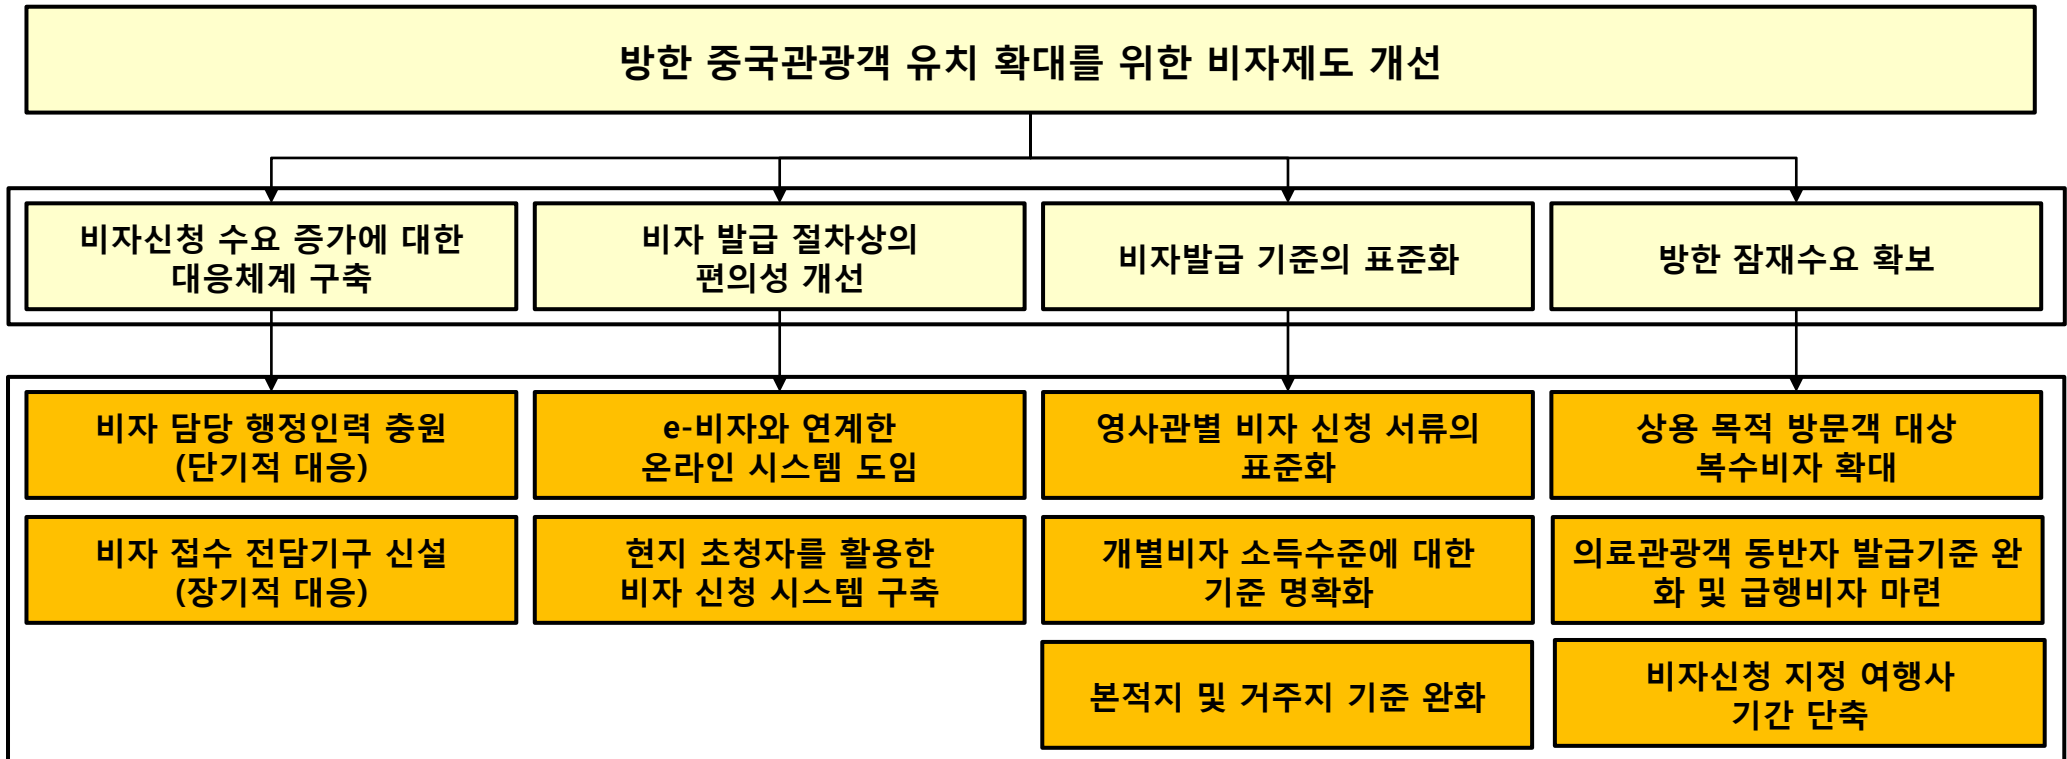 방한 중국관광객 유치 확대를 위한 비자제도 개선
비자신청 수요 증가에 대한
대응체계 구축
비자 발급 절차상의
편의성 개선
비자발급 기준의 표준화
방한 잠재수요 확보
비자 담당 행정인력 충원
(단기적 대응)
e-비자와 연계한
온라인 시스템 도임
영사관별 비자 신청 서류의
표준화
상용 목적 방문객 대상
복수비자 확대
비자 접수 전담기구 신설
(장기적 대응)
현지 초청자를 활용한
비자 신청 시스템 구축
개별비자 소득수준에 대한
기준 명확화
의료관광객 동반자 발급기준 완
화 및 급행비자 마련
본적지 및 거주지 기준 완화
비자신청 지정 여행사
기간 단축